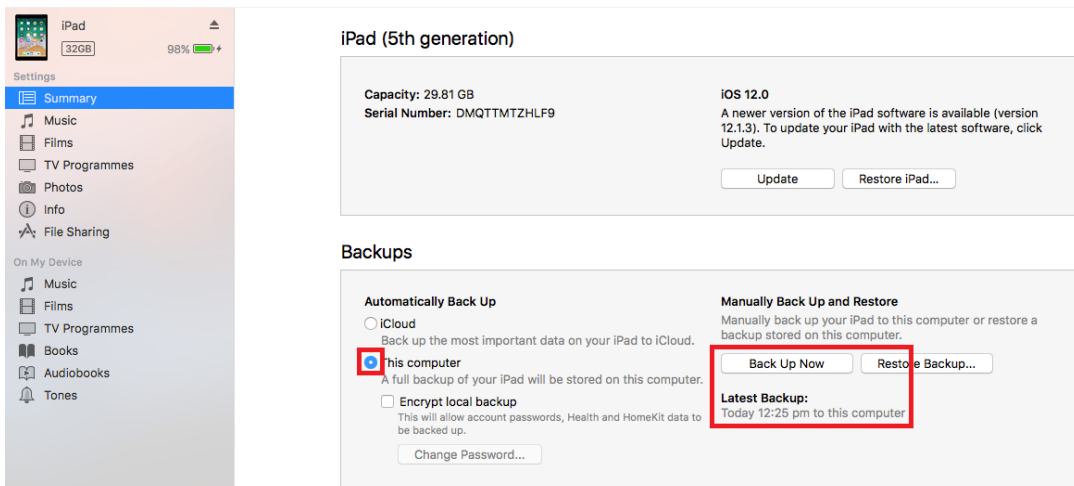 iPad
32GB
98%
Settings
Summary
Music
Films
TV Programmes
Photos
Info
File Sharing
On My Device
Music
Films
TV Programmes
Books
Audiobooks
Tones
iPad (5th generation)
Capacity: 29.81 GB
Serial Number: DMQTTMTZHLF9
iOS 12.0
A newer version of the iPad software is available (version
12.1.3). To update your iPad with the latest software, click
Update.
Update
Restore iPad...
Backups
Automatically Back Up
iCloud
Back up the most important data on your iPad to iCloud.
This computer
A full backup of your iPad will be stored on this computer.
Encrypt local backup
This will allow account passwords, Health and HomeKit data to
be backed up.
Change Password...
Manually Back Up and Restore
Manually back up your iPad to this computer or restore a
backup stored on this computer.
Back Up Now
Restore Backup...
Latest Backup:
Today 12:25 pm to this computer